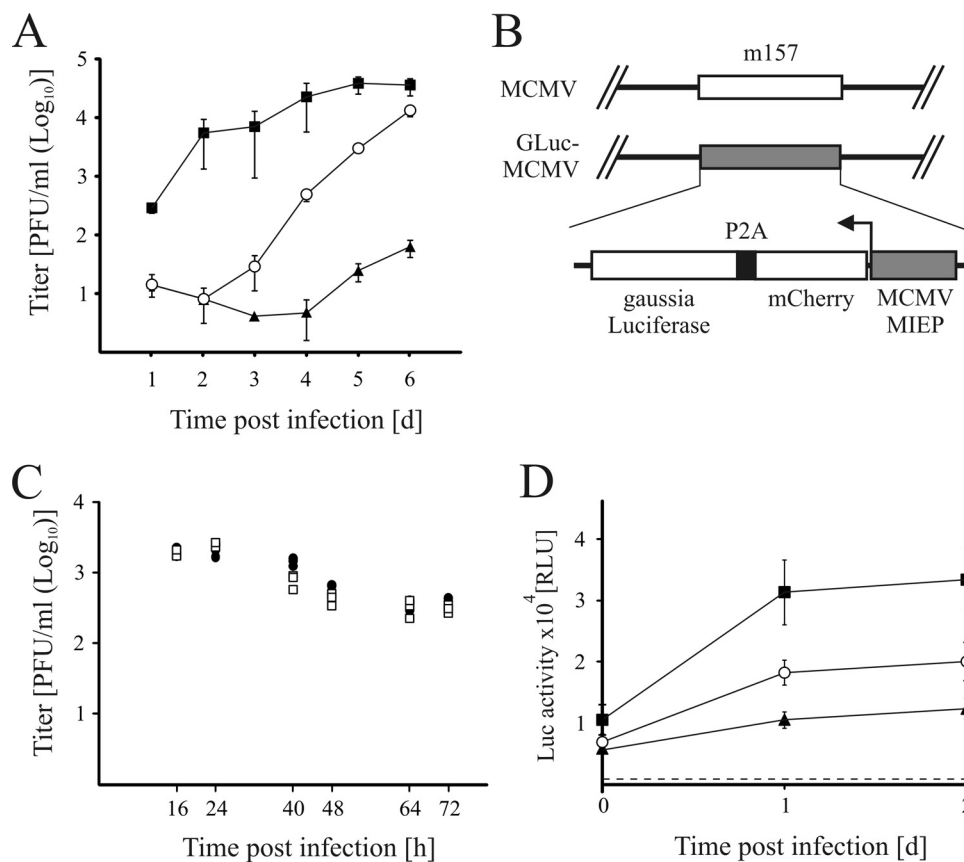 A
Titer [PFU/ml (Log10)]
5
4
3
2
1
1 2 3 4 5 6
Time post infection [d]
B
m157
MCMV
GLuc-
MCMV
P2A
gaussia
Luciferase
mCherry
MCMV
MIEP
C
Titer [PFU/ml (Log10)]
4
3
2
1
16 24 40 48 64 72
Time post infection [h]
D
Luc activity x10^4 [RLU]
4
3
2
1
0 1
Time post infection [d]